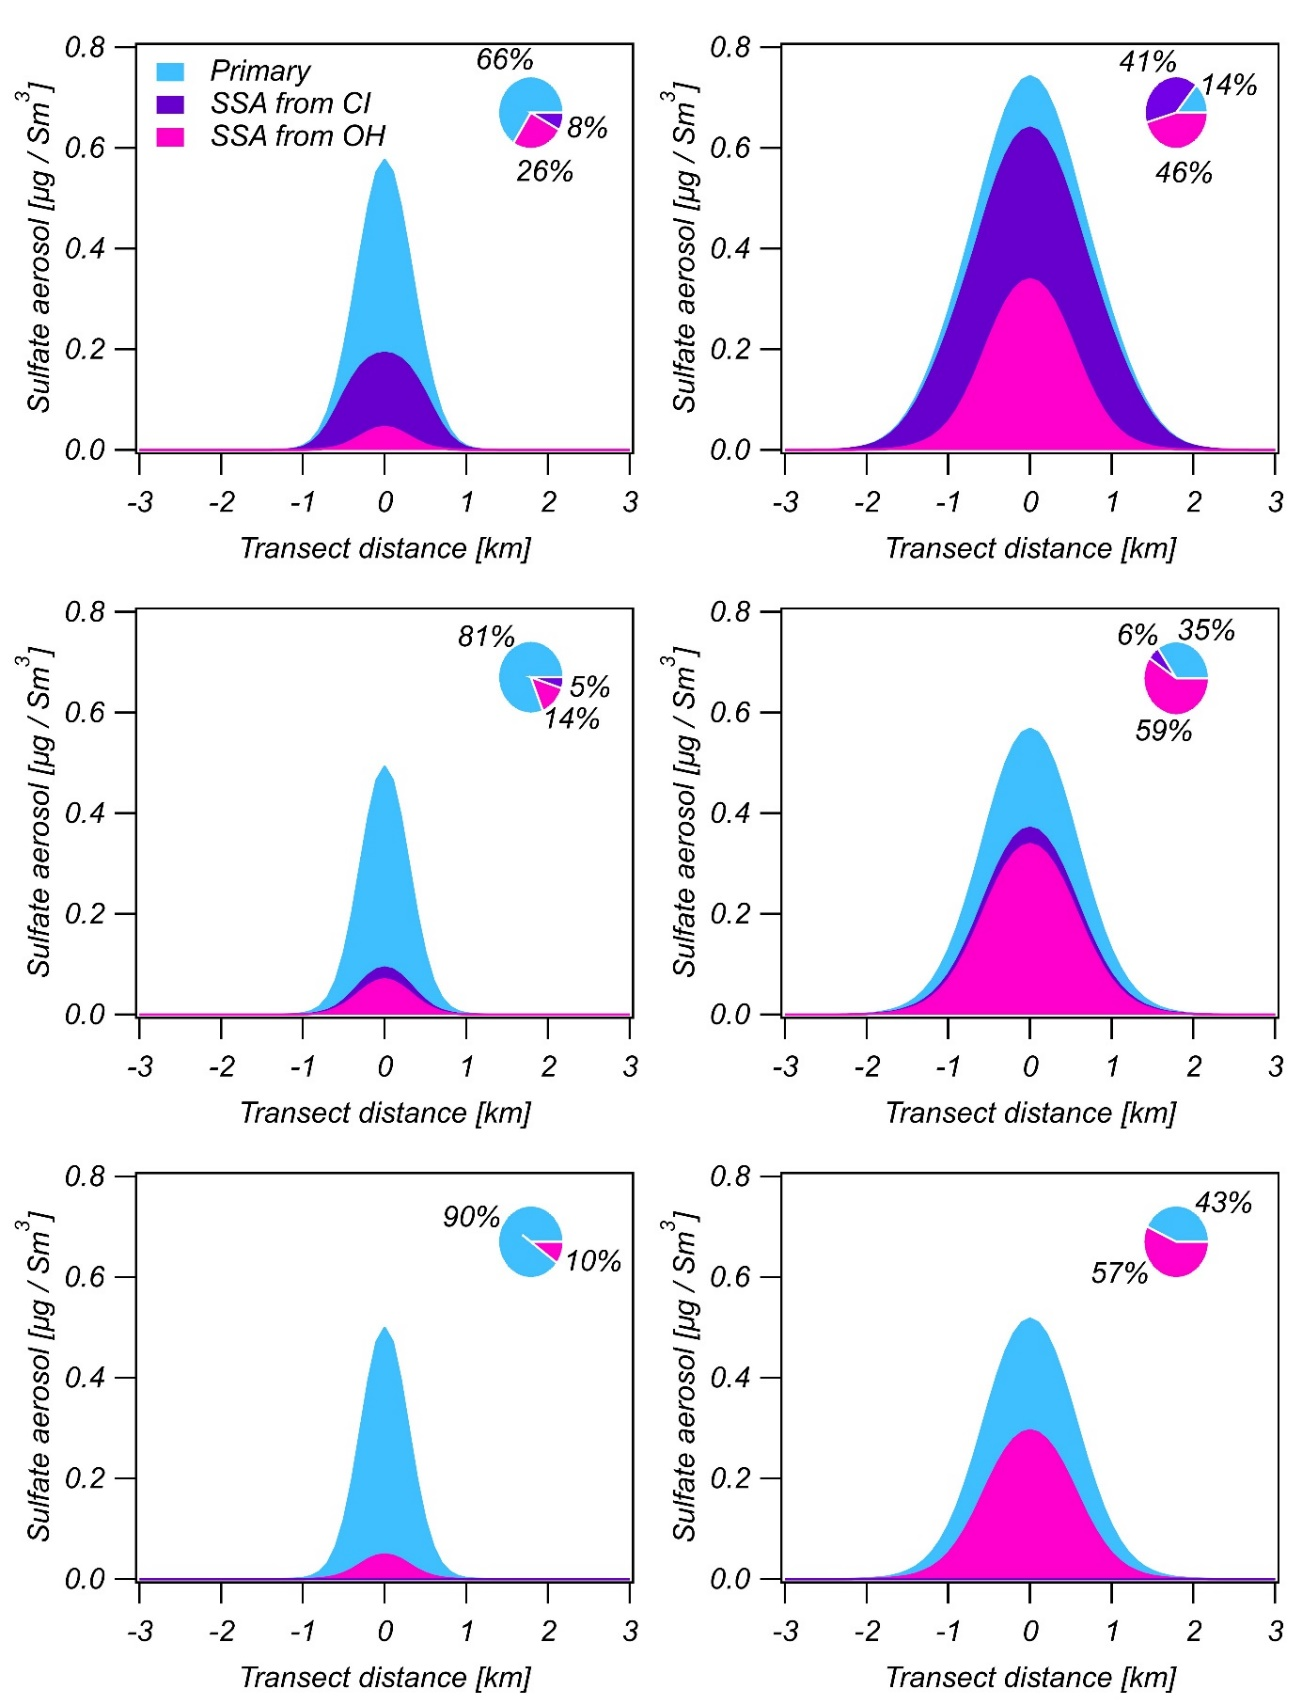 0.8
0.6
0.4
0.2
0.0
Sulfate aerosol [µg / Sm³]
Primary
SSA from CI
SSA from OH
66%
8%
26%
-3 -2 -1 0 1 2 3
Transect distance [km]
0.8
0.6
0.4
0.2
0.0
Sulfate aerosol [µg / Sm³]
41%
14%
46%
-3 -2 -1 0 1 2 3
Transect distance [km]
0.8
0.6
0.4
0.2
0.0
Sulfate aerosol [µg / Sm³]
81%
5%
14%
-3 -2 -1 0 1 2 3
Transect distance [km]
0.8
0.6
0.4
0.2
0.0
Sulfate aerosol [µg / Sm³]
6%
35%
59%
-3 -2 -1 0 1 2 3
Transect distance [km]
0.8
0.6
0.4
0.2
0.0
Sulfate aerosol [µg / Sm³]
90%
10%
-3 -2 -1 0 1 2 3
Transect distance [km]
0.8
0.6
0.4
0.2
0.0
Sulfate aerosol [µg / Sm³]
43%
57%
-3 -2 -1 0 1 2 3
Transect distance [km]